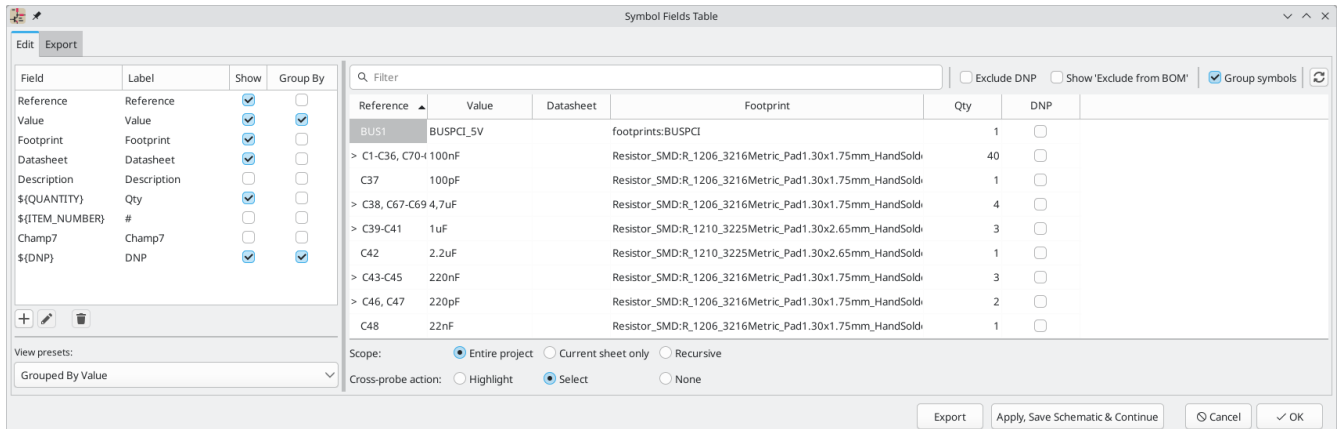 Symbol Fields Table
Edit Export
Field Label Show Group By
Reference Reference
Value Value
Footprint Footprint
Datasheet Datasheet
Description Description
${QUANTITY} Qty
${ITEM_NUMBER} #
Champ7 Champ7
${DNP} DNP
View presets:
Grouped By Value
Filter
Exclude DNP Show 'Exclude from BOM' Group symbols
Reference Value Datasheet Footprint Qty DNP
BUS1 BUSPCI_5V footprints:BUSPCI 1
> C1-C36, C70- 100nF Resistor_SMD:R_1206_3216Metric_Pad1.30x1.75mm_HandSold 40
C37 100pF Resistor_SMD:R_1206_3216Metric_Pad1.30x1.75mm_HandSold 1
> C38, C67-C69 4,7uF Resistor_SMD:R_1206_3216Metric_Pad1.30x1.75mm_HandSold 4
> C39-C41 1uF Resistor_SMD:R_1210_3225Metric_Pad1.30x2.65mm_HandSold 3
C42 2.2uF Resistor_SMD:R_1210_3225Metric_Pad1.30x2.65mm_HandSold 1
> C43-C45 220nF Resistor_SMD:R_1206_3216Metric_Pad1.30x1.75mm_HandSold 3
> C46, C47 220pF Resistor_SMD:R_1206_3216Metric_Pad1.30x1.75mm_HandSold 2
C48 22nF Resistor_SMD:R_1206_3216Metric_Pad1.30x1.75mm_HandSold 1
Scope: Entire project Current sheet only Recursive
Cross-probe action: Highlight Select None
Export Apply, Save Schematic & Continue Cancel OK